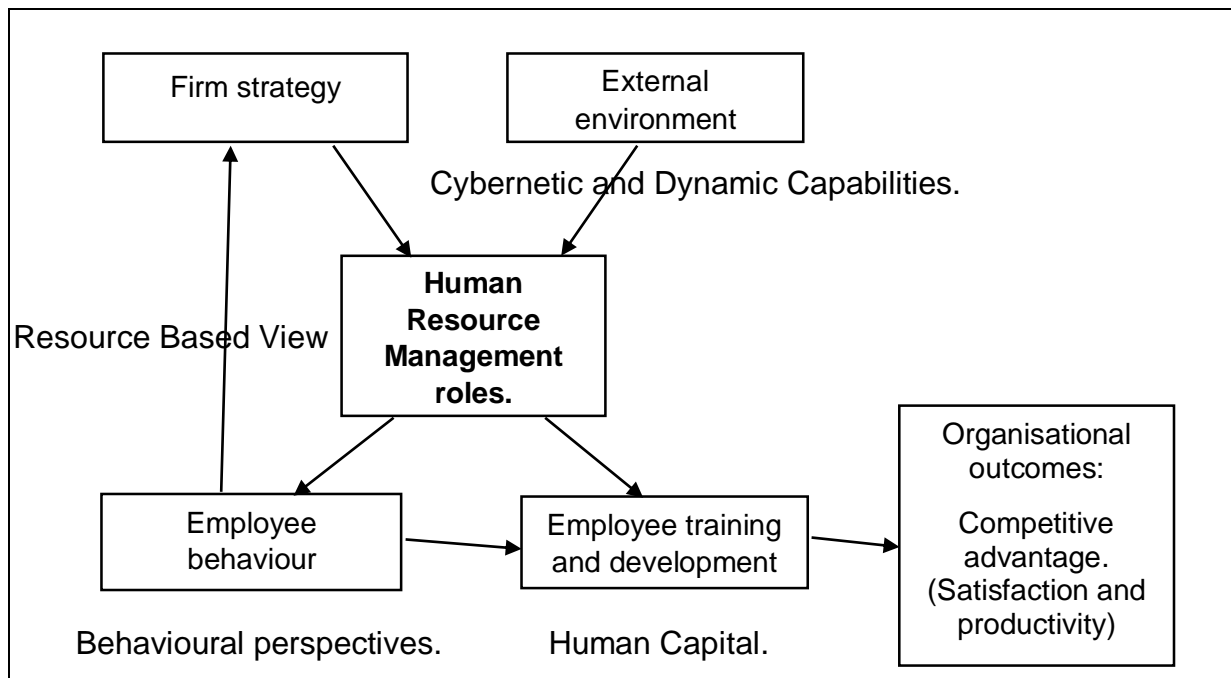 Firm strategy
External
environment
Cybernetic and Dynamic Capabilities.
Human
Resource
Management
roles.
Resource Based View
Organisational
outcomes:
Competitive
advantage.
(Satisfaction and
productivity)
Employee
behaviour
Employee training
and development
Behavioural perspectives.
Human Capital.